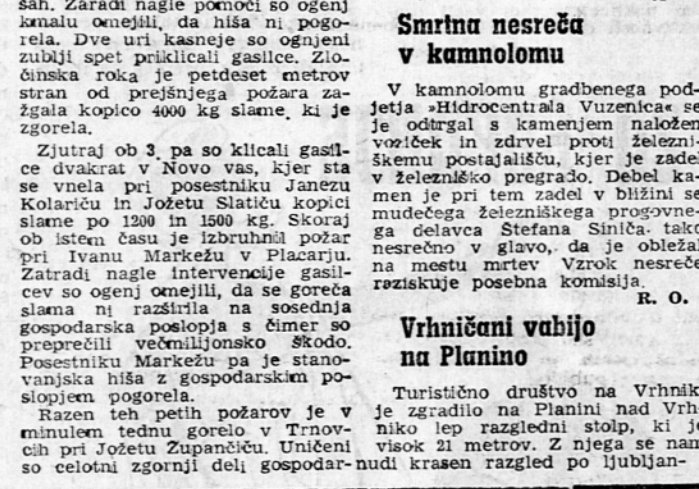 šah. Zaradi nagle pomoči so ogenj
kmalu omejili, da hiša ni pogo-
rela. Dve uri kasneje so ognjeni
zublji spet priklicali gasilce. Zlo-
činska roka je petdeset metrov
stran od prejšnjega požara za-
žgala kopico 4000 kg slame, ki je
zgorela.
Zjutraj ob 3. pa so klicali gasil-
ce dvakrat v Novo vas, kjer sta
se vnela pri posestniku Janezu
Kolariču in Jožetu Slatiču kopici
slame po 1200 in 1500 kg. Skoraj
ob istem času je izbruhnil požar
pri Ivanu Markežu v Placarju.
Zatradi nagle intervencije gasil-
cev so ogenj omejili, da se goreča
slama ni razširila na sosednja
gospodarska poslopja s čimer so
preprečili večmilijonsko škodo.
Posestniku Markežu pa je stano-
vanjska hiša z gospodarskim po-
slopjem pogorela.
Razen teh petih požarov je v
minulem tednu gorelo v Trnov-
cih pri Jožetu Zupančiču. Uničeni
so celotni zgornji deli gospodar-
Smrtna nesreča
v kamnolomu
V kamnolomu gradbenega pod-
jetja »Hidrocentrala Vuzenica« se
je odtrgal s kamenjem naložen
voziček in zdrvel proti železni-
škemu postajališču, kjer je zadel
v železniško pregrado. Debel ka-
men je pri tem zadel v bližini se
mudečega železniškega progovne-
ga delavca Štefana Siniča. tako
nesrečno v glavo, da je obležal
na mestu mrtev Vzrok nesreče
raziskuje posebna komisija.
R. O.
Vrhničani vabijo
na Planino
Turistično društvo na Vrhnik
je zgradilo na Planini nad Vrh-
niko lep razgledni stolp, ki je
visok 21 metrov. Z njega se nam
nudi krasen razgled po ljubljan-